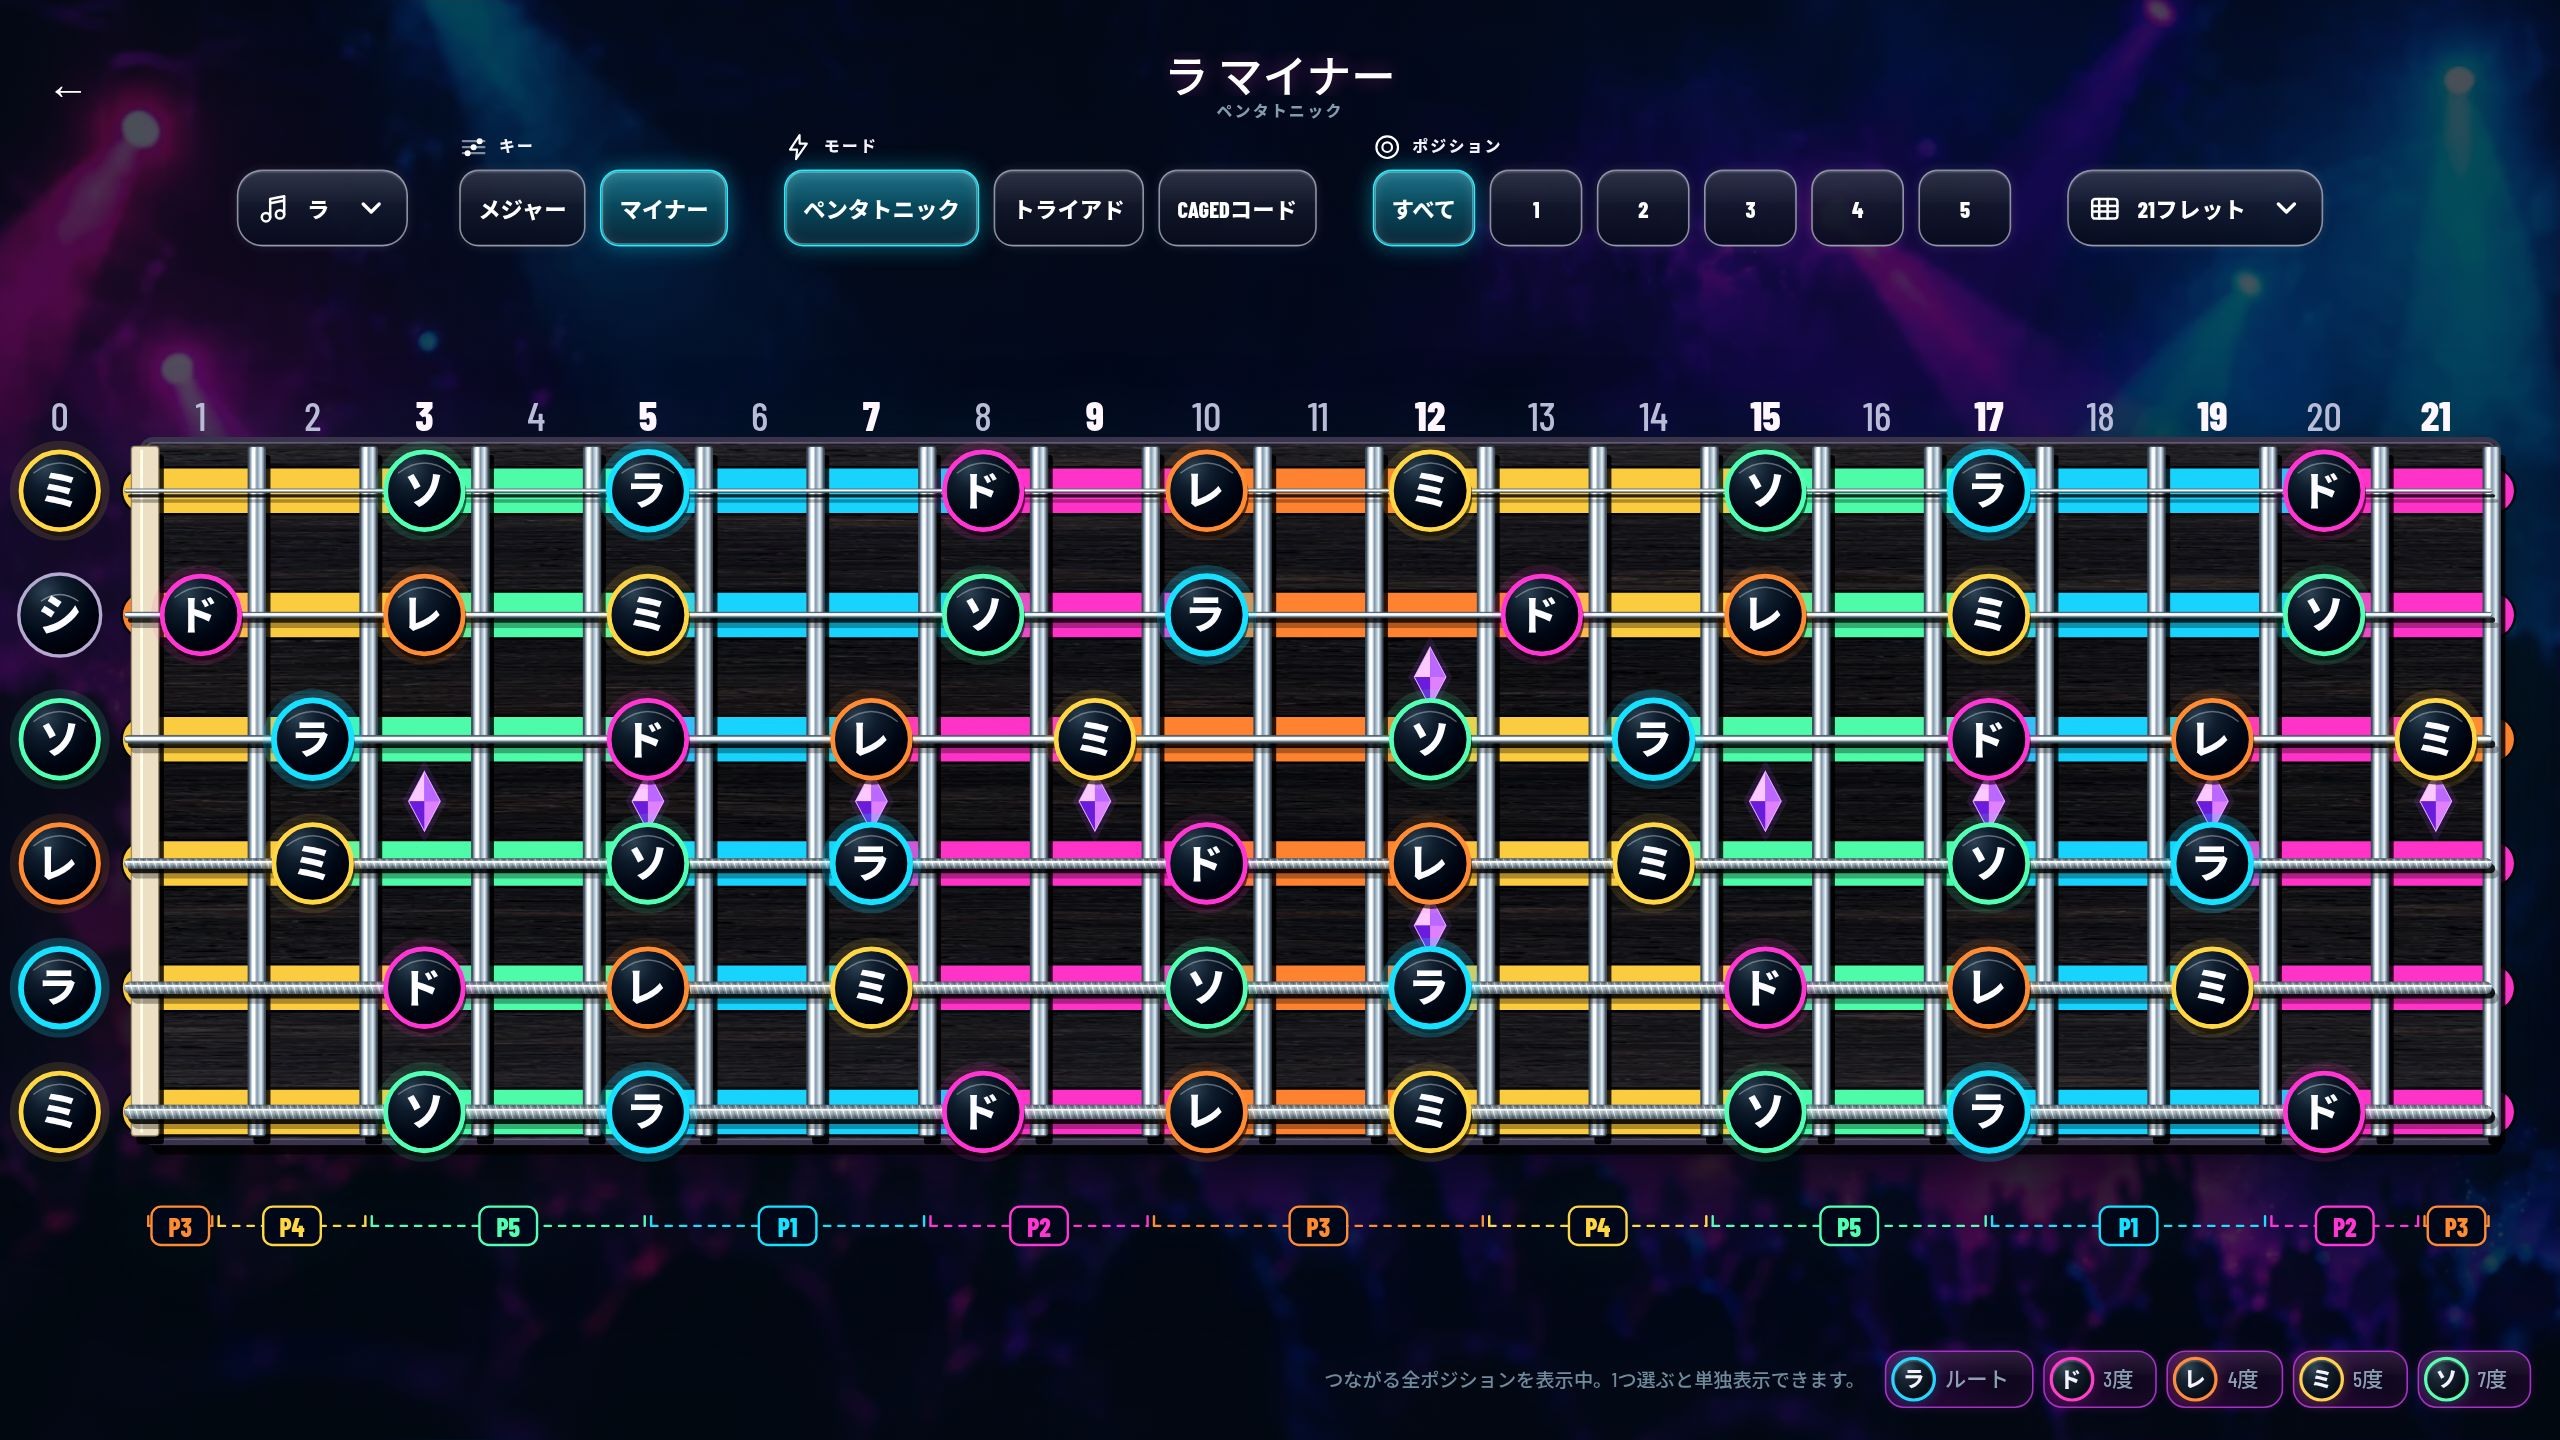 ←
ラ マイナー
ペンタトニック
キー モード ポジション
ラ メジャー マイナー ペンタトニック トライアド CAGEDコード すべて 1 2 3 4 5 21フレット
0 1 2 3 4 5 6 7 8 9 10 11 12 13 14 15 16 17 18 19 20 21
ミ ソ ラ ド レ ミ ソ ラ ド
シ ド レ ミ ソ ラ ド レ ミ ソ
ソ ラ ド レ ミ ソ ラ ド レ ミ
レ ミ ソ ラ ド レ ミ ソ ラ
ラ ド レ ミ ソ ラ ド レ ミ
ミ ソ ラ ド レ ミ ソ ラ ド
P3 P4 P5 P1 P2 P3 P4 P5 P1 P2 P3
つながる全ポジションを表示中。1つ選ぶと単独表示できます。 ラ ルート ド 3度 レ 4度 ミ 5度 ソ 7度